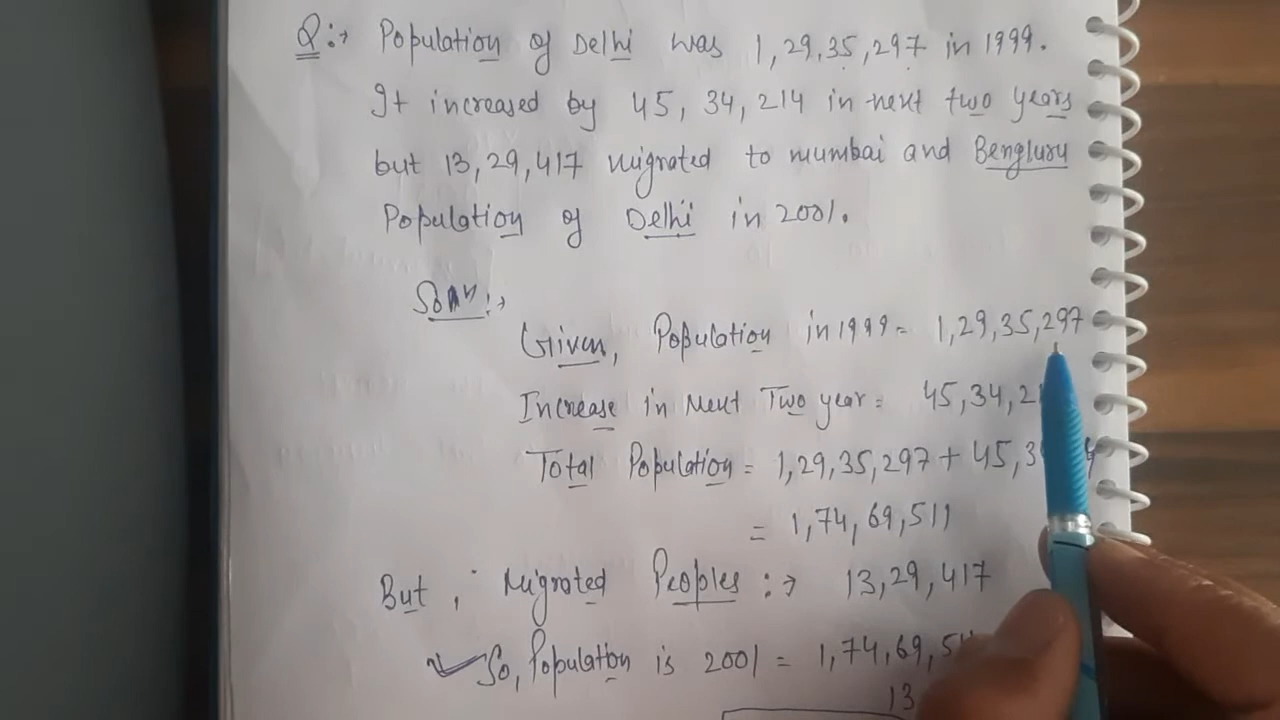 Q:→ Population of Delhi was 1,29,35,297 in 1999.
It increased by 45, 34, 214 in next two years
but 13,29,417 migrated to mumbai and Bengluru
Population of Delhi in 2001.
Given, Population in 1999 = 1,29,35,297
Increase in Next Two year = 45,34,2
Total Population = 1,29,35,297 + 45,3
= 1,74,69,511
But, Migrated Peoples :→ 13,29,417
So, Population is 2001 = 1,74,69,5
13